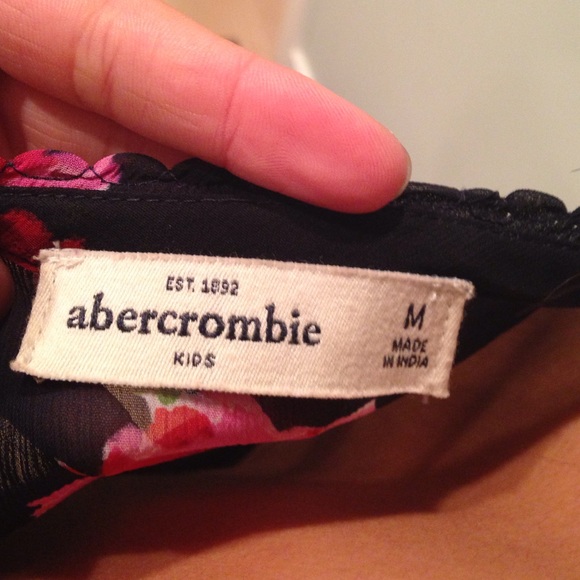 EST. 1892
abercrombie
KIDS
M
MADE
IN INDIA